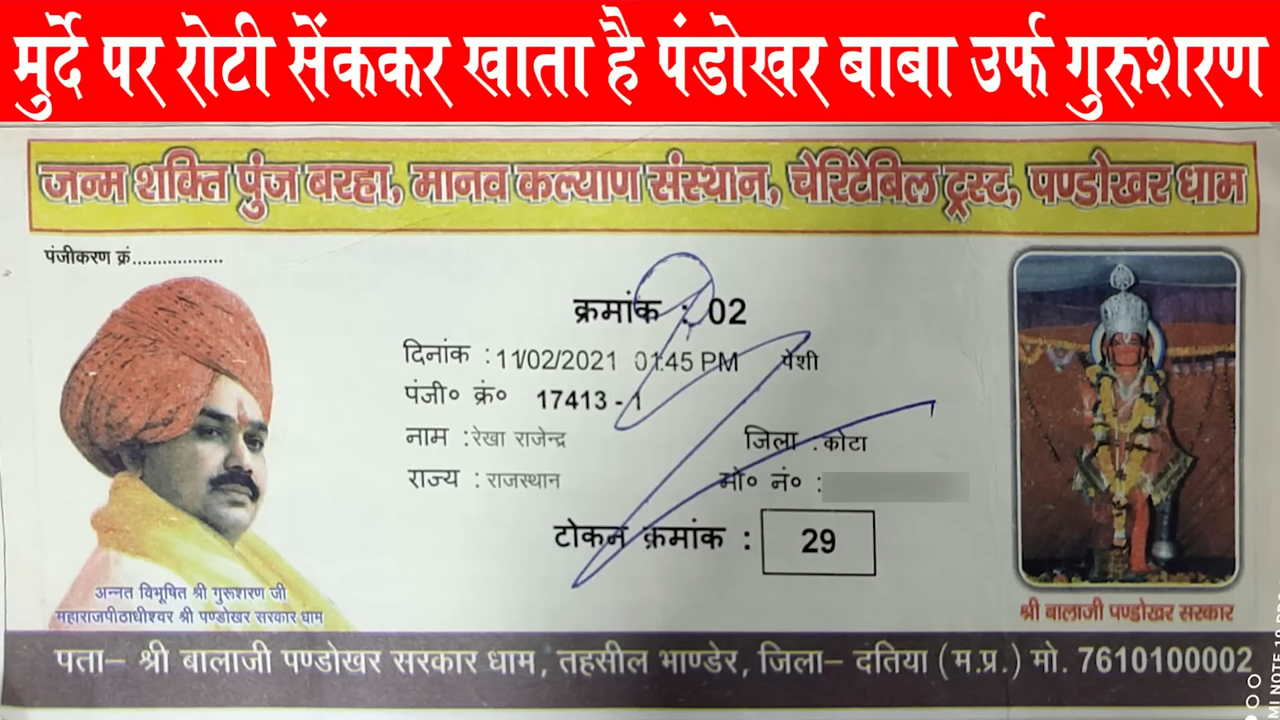 मुर्दे पर रोटी सेंककर खाता है पंडोखर बाबा उर्फ गुरुशरण
जन्म शक्ति पुंज बरहा, मानव कल्याण संस्थान, चेरिटेबिल ट्रस्ट, पण्डोखर धाम
पंजीकरण क्रं..................
क्रमांक : 02
दिनांक : 11/02/2021 01:45 PM पेशी
पंजी० क्रं० 17413 - 1
नाम : रेखा राजेन्द्र जिला : कोटा
राज्य : राजस्थान मो० नं० :
टोकन क्रमांक : 29
अन्नत विभूषित श्री गुरूशरण जी
महाराजपीठाधीश्वर श्री पण्डोखर सरकार धाम
श्री बालाजी पण्डोखर सरकार
पता– श्री बालाजी पण्डोखर सरकार धाम, तहसील भाण्डेर, जिला– दतिया (म.प्र.) मो. 7610100002